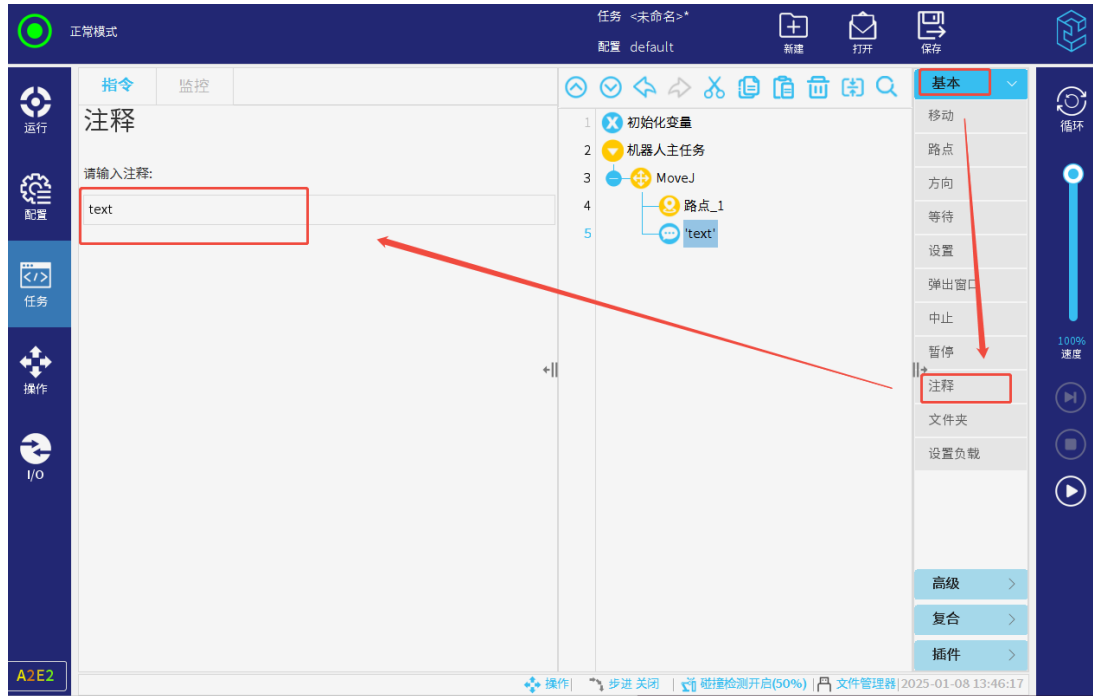 正常模式
任务 <未命名>*
配置 default
新建
打开
保存
运行
配置
任务
操作
I/O
A2E2
指令
监控
注释
请输入注释:
text
1 初始化变量
2 机器人主任务
3 MoveJ
4 路点_1
5 'text'
基本
移动
路点
方向
等待
设置
弹出窗口
中止
暂停
注释
文件夹
设置负载
高级
复合
插件
循环
100%
速度
操作| 步进 关闭 | 碰撞检测开启(50%) | 文件管理器|2025-01-08 13:46:17